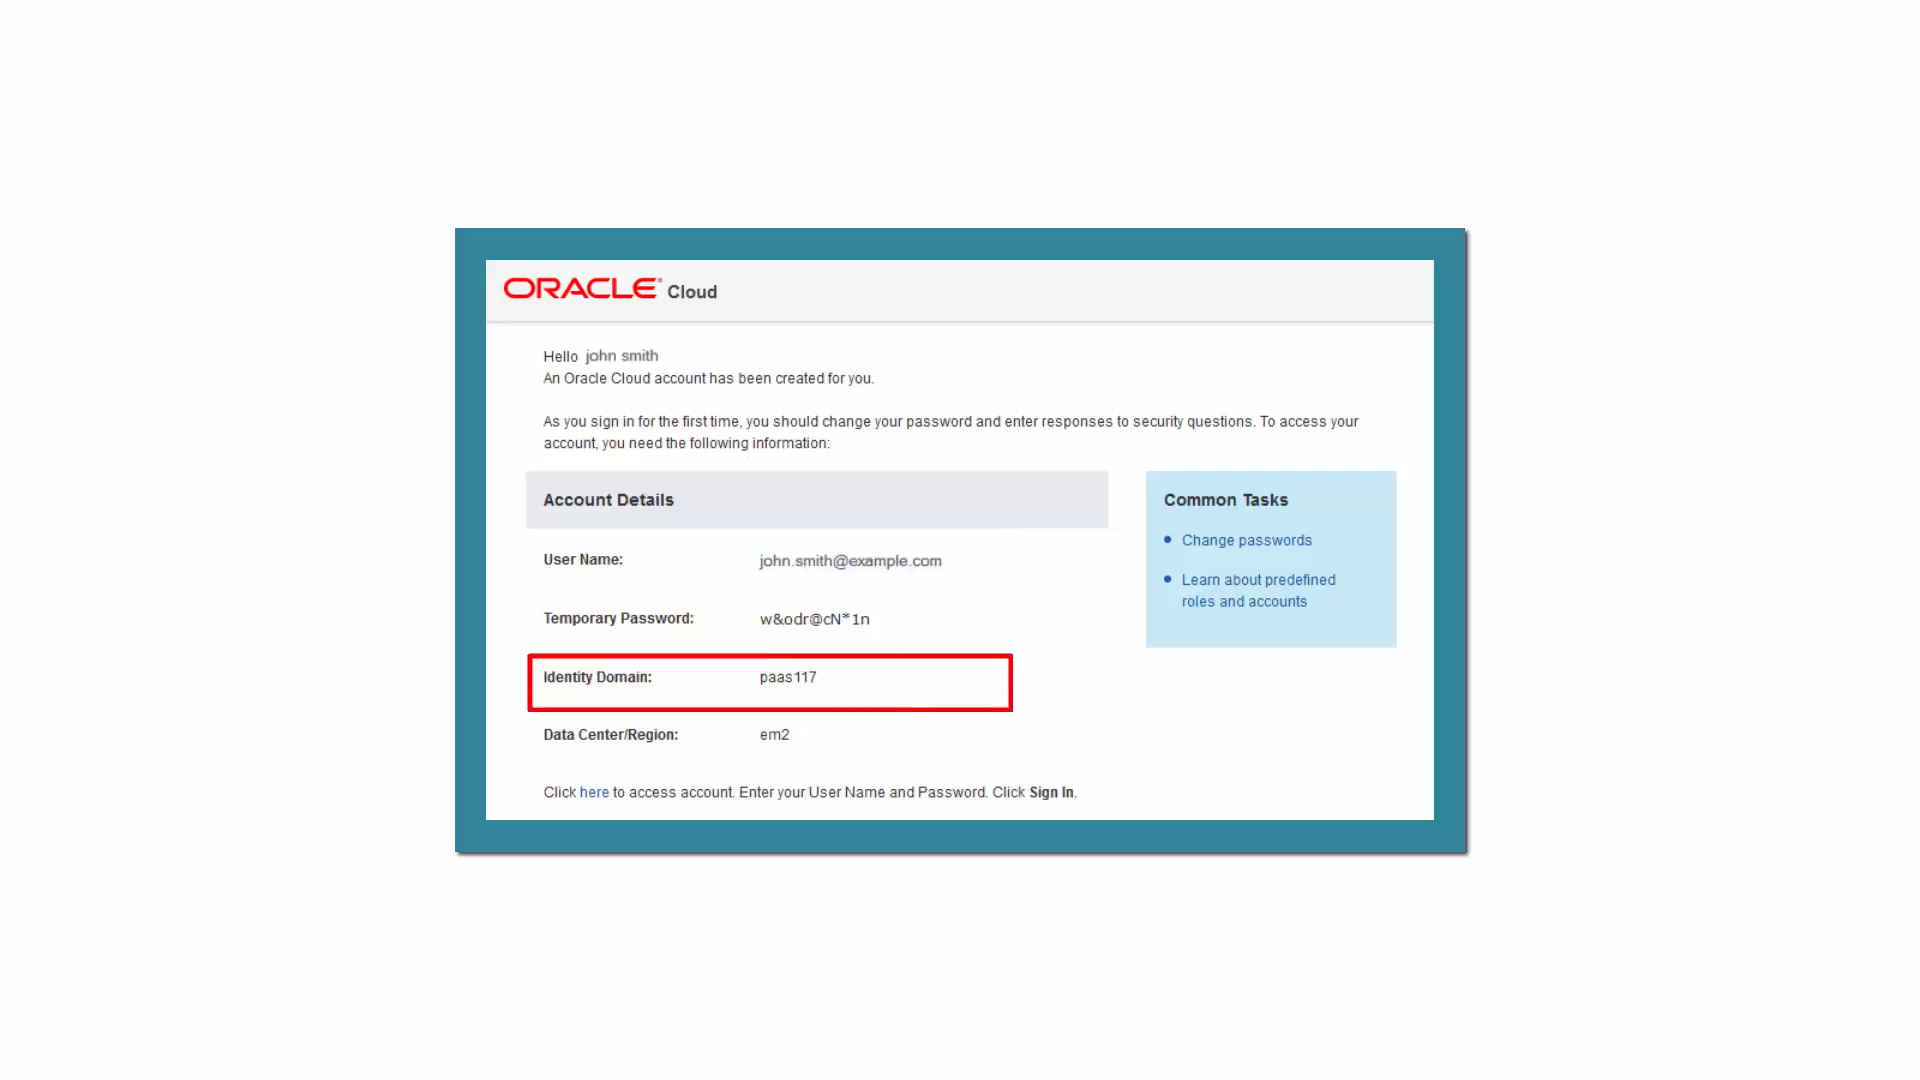 ORACLE® Cloud
Hello john smith
An Oracle Cloud account has been created for you.
As you sign in for the first time, you should change your password and enter responses to security questions. To access your
account, you need the following information:
Account Details
User Name: john.smith@example.com
Temporary Password: w&odr@cN*1n
Identity Domain: paas117
Data Center/Region: em2
Click here to access account. Enter your User Name and Password. Click Sign In.
Common Tasks
• Change passwords
• Learn about predefined
roles and accounts